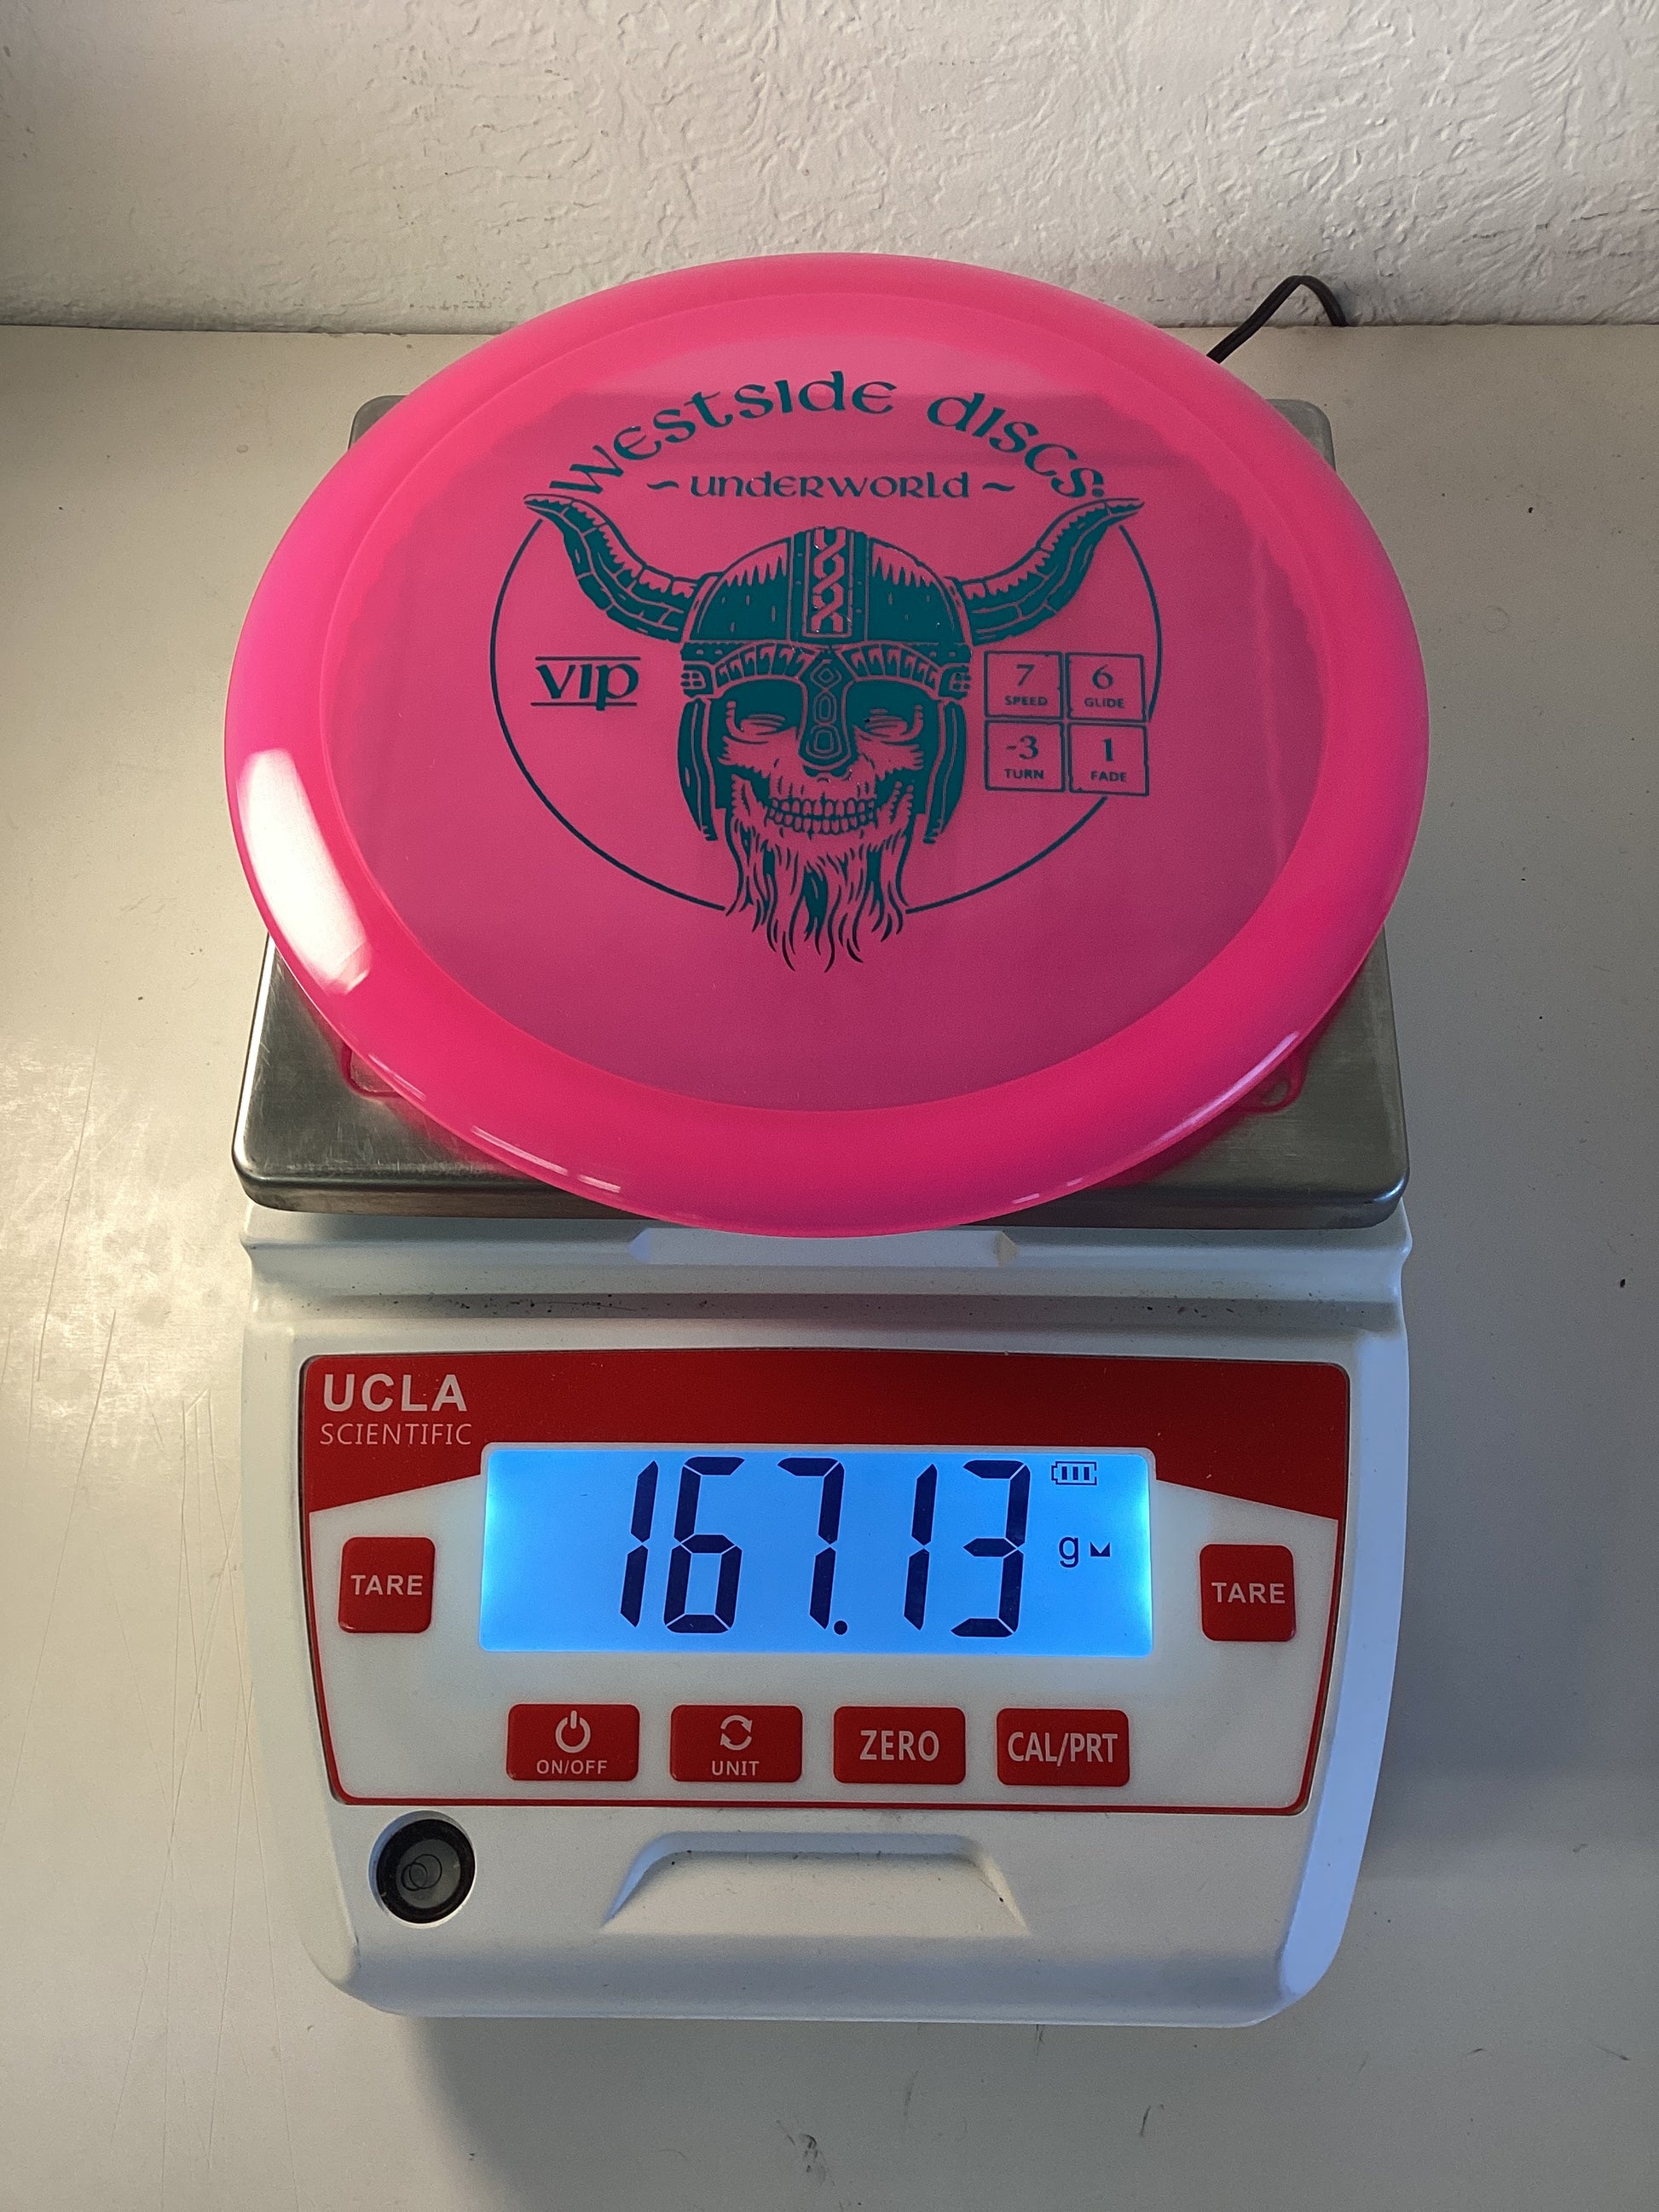 westside discs
~ underworld ~
vip
7
SPEED
6
GLIDE
-3
TURN
1
FADE
UCLA
SCIENTIFIC
167.13 g
TARE
TARE
ON/OFF
UNIT
ZERO
CAL/PRT